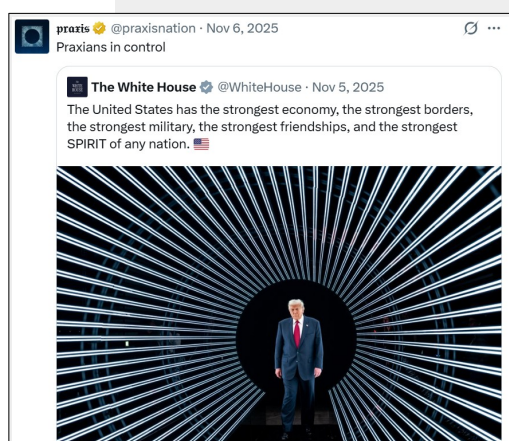 praxis @praxisnation · Nov 6, 2025
Praxians in control
The White House @WhiteHouse · Nov 5, 2025
The United States has the strongest economy, the strongest borders,
the strongest military, the strongest friendships, and the strongest
SPIRIT of any nation. 🇺🇸